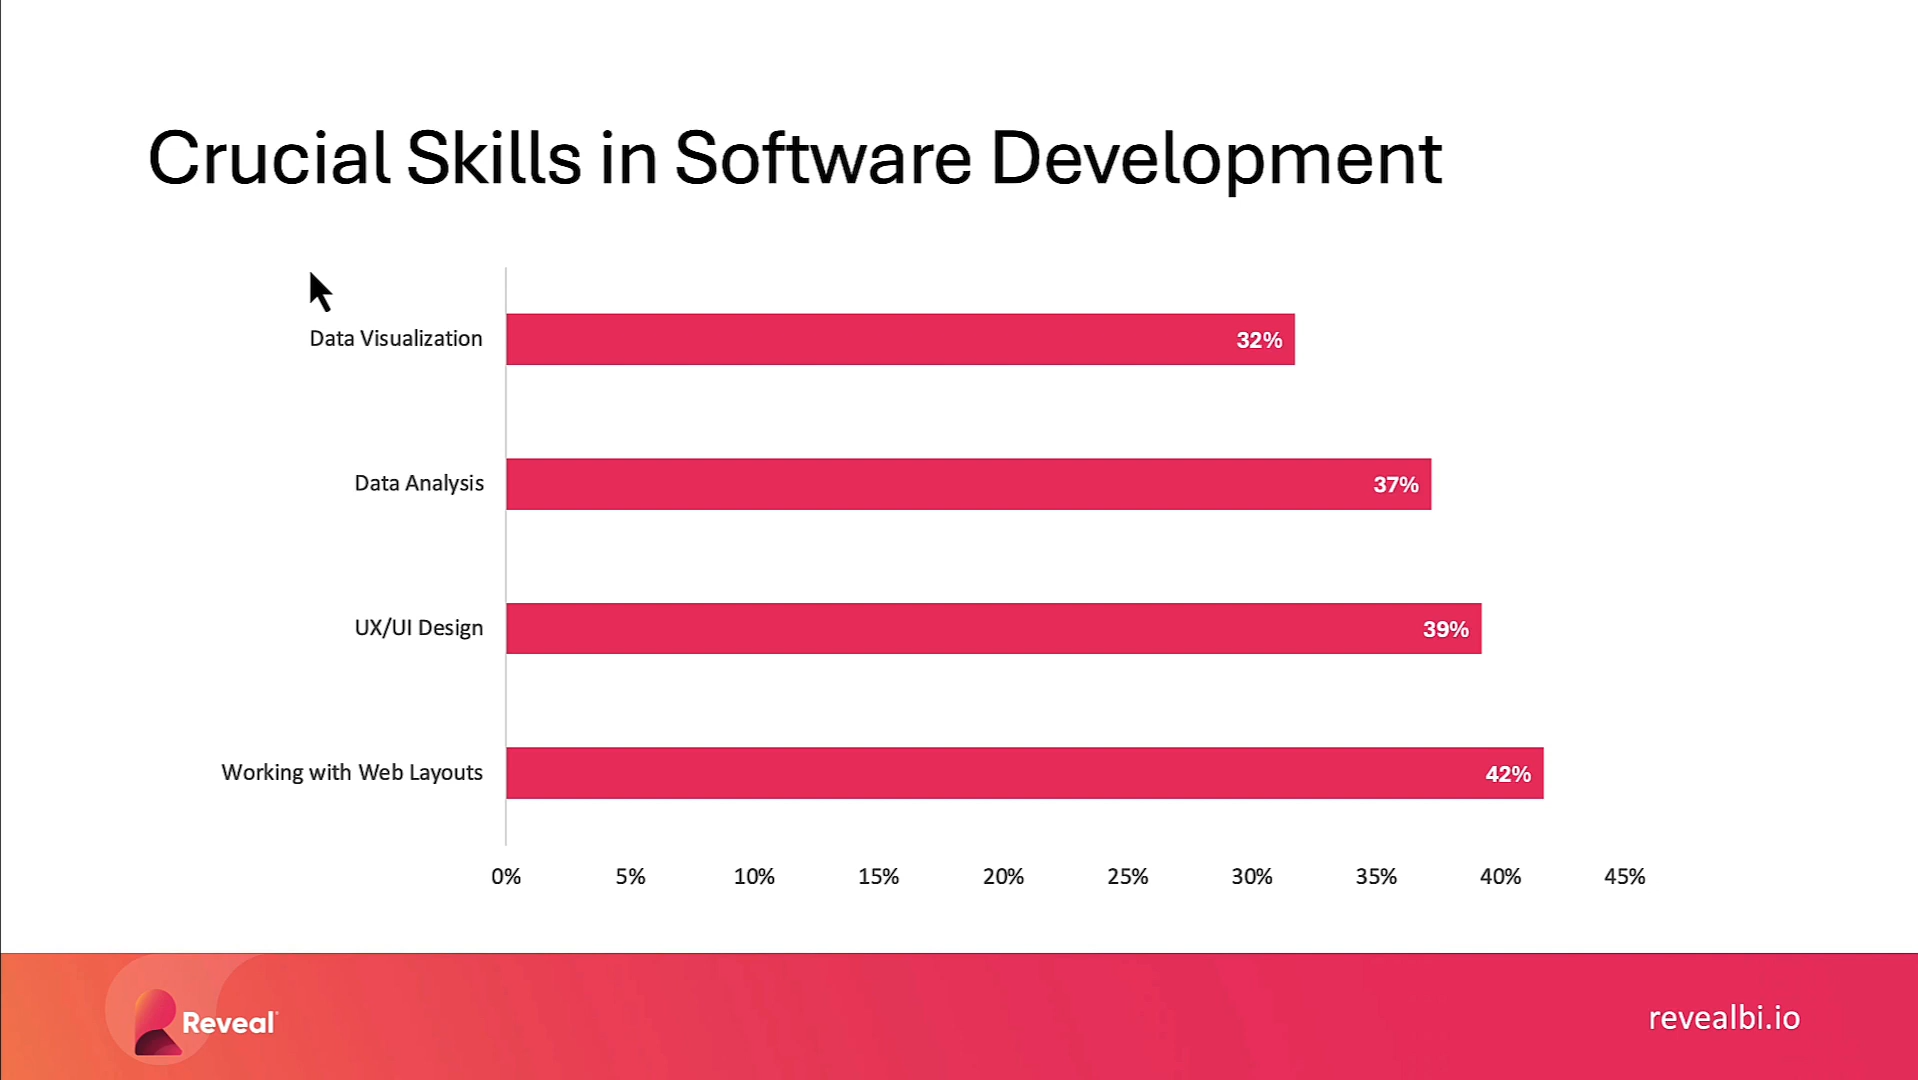 Crucial Skills in Software Development
Data Visualization
32%
Data Analysis
37%
UX/UI Design
39%
Working with Web Layouts
42%
0% 5% 10% 15% 20% 25% 30% 35% 40% 45%
Reveal
revealbi.io